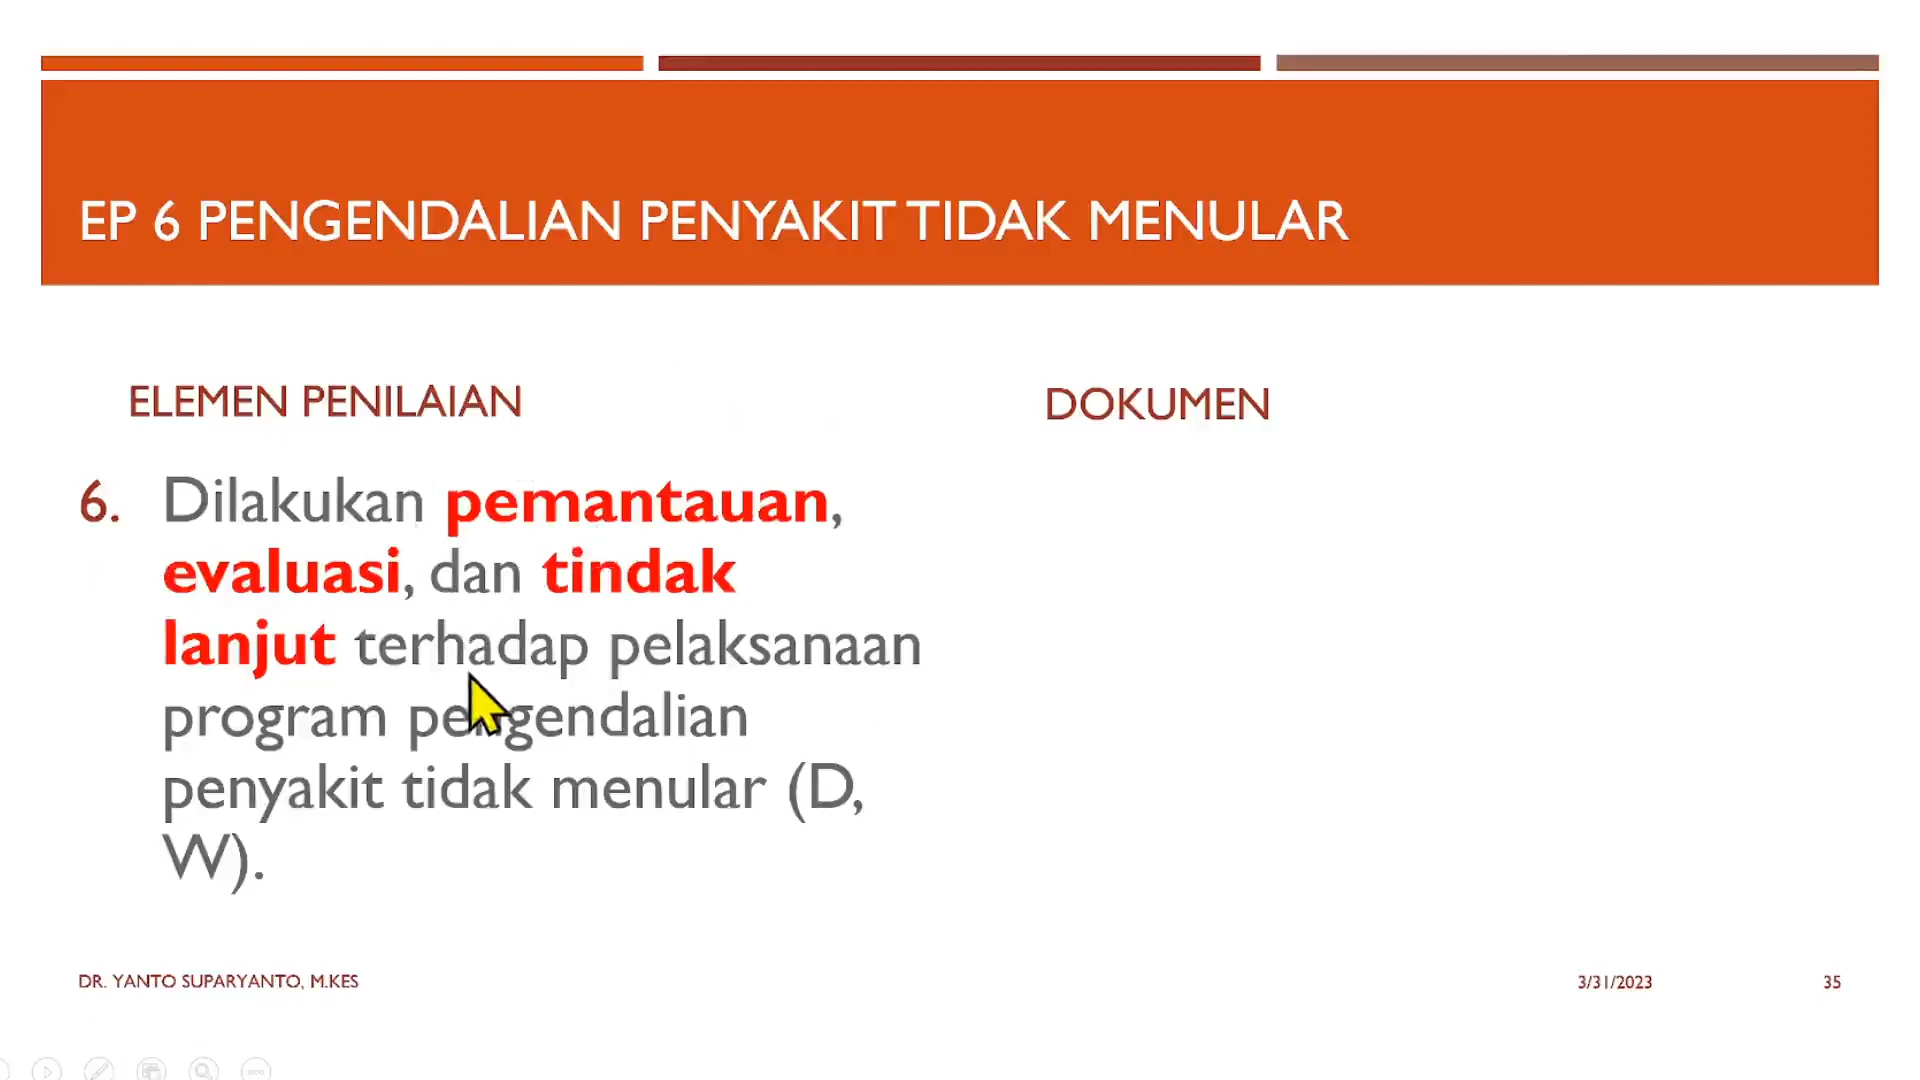 EP 6 PENGENDALIAN PENYAKIT TIDAK MENULAR
ELEMEN PENILAIAN
6. Dilakukan pemantauan,
evaluasi, dan tindak
lanjut terhadap pelaksanaan
program pengendalian
penyakit tidak menular (D,
W).
DOKUMEN
DR. YANTO SUPARYANTO, M.KES
3/31/2023
35